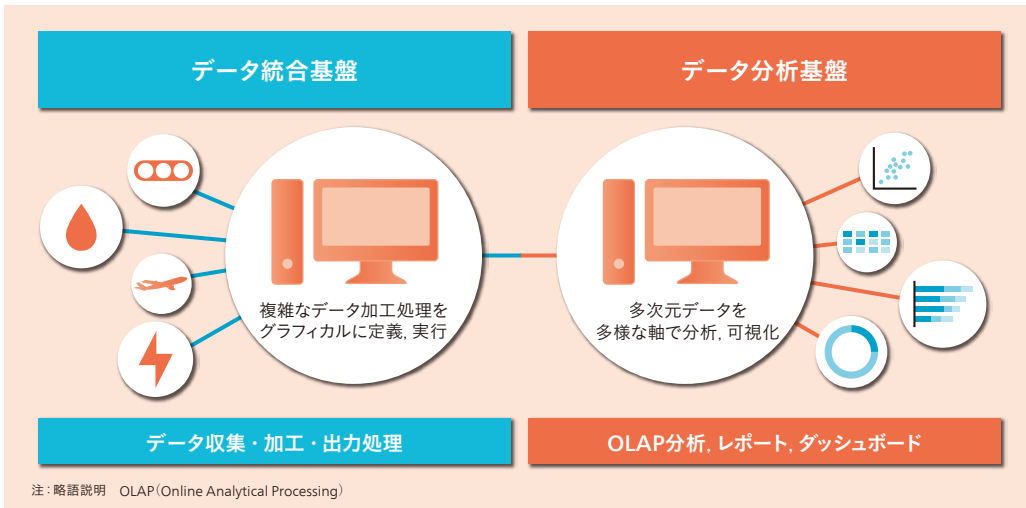 データ統合基盤
データ分析基盤
複雑なデータ加工処理を
グラフィカルに定義, 実行
多次元データを
多様な軸で分析, 可視化
データ収集・加工・出力処理
OLAP分析, レポート, ダッシュボード
注：略語説明　OLAP（Online Analytical Processing）